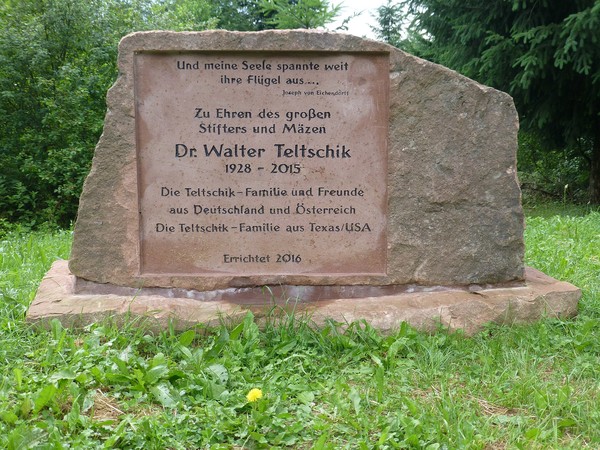 Und meine Seele spannte weit
ihre Flügel aus....
Joseph von Eichendorff
Zu Ehren des großen
Stifters und Mäzen
Dr. Walter Teltschik
1928 - 2015
Die Teltschik-Familie und Freunde
aus Deutschland und Österreich
Die Teltschik-Familie aus Texas/USA
Errichtet 2016